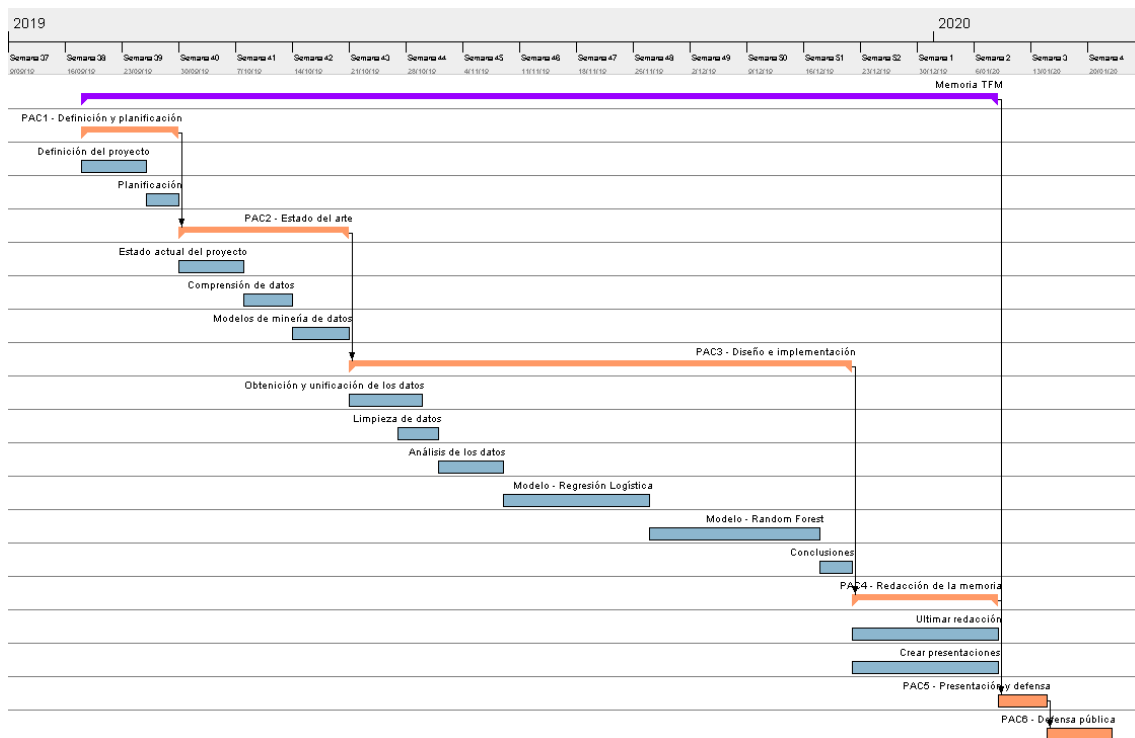 2019 2020
Semana 37 Semana 38 Semana 39 Semana 40 Semana 41 Semana 42 Semana 43 Semana 44 Semana 45 Semana 46 Semana 47 Semana 48 Semana 49 Semana 50 Semana 51 Semana 52 Semana 1 Semana 2 Semana 3 Semana 4
9/09/19 16/09/19 23/09/19 30/09/19 7/10/19 14/10/19 21/10/19 28/10/19 4/11/19 11/11/19 18/11/19 25/11/19 2/12/19 9/12/19 16/12/19 23/12/19 30/12/19 6/01/20 13/01/20 20/01/20
Memoria TFM
PAC1 - Definición y planificación
Definición del proyecto
Planificación
PAC2 - Estado del arte
Estado actual del proyecto
Comprensión de datos
Modelos de minería de datos
PAC3 - Diseño e implementación
Obtenición y unificación de los datos
Limpieza de datos
Análisis de los datos
Modelo - Regresión Logística
Modelo - Random Forest
Conclusiones
PAC4 - Redacción de la memoria
Ultimar redacción
Crear presentaciones
PAC5 - Presentación y defensa
PAC6 - Defensa pública